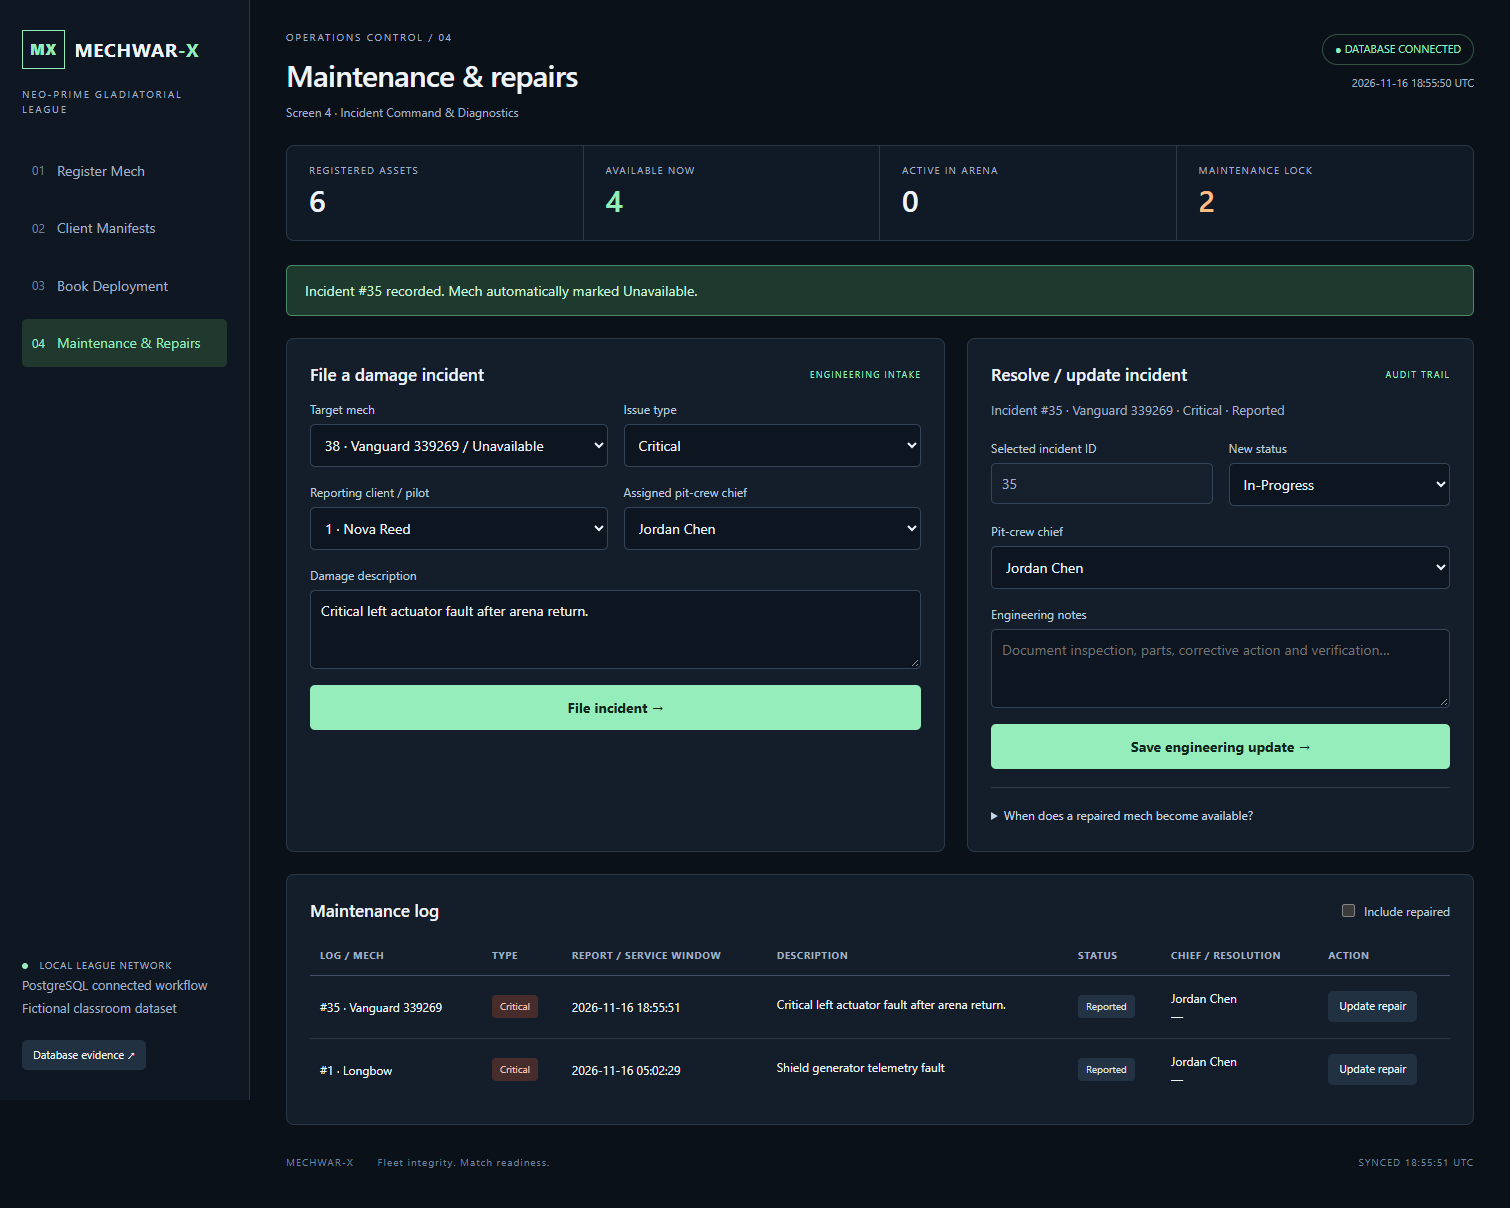 MX MECHWAR-X
NEO-PRIME GLADIATORIAL
LEAGUE
01 Register Mech
02 Client Manifests
03 Book Deployment
04 Maintenance & Repairs
LOCAL LEAGUE NETWORK
PostgreSQL connected workflow
Fictional classroom dataset
Database evidence ↗
OPERATIONS CONTROL / 04
Maintenance & repairs
Screen 4 · Incident Command & Diagnostics
DATABASE CONNECTED
2026-11-16 18:55:50 UTC
REGISTERED ASSETS
6
AVAILABLE NOW
4
ACTIVE IN ARENA
0
MAINTENANCE LOCK
2
Incident #35 recorded. Mech automatically marked Unavailable.
File a damage incident
ENGINEERING INTAKE
Target mech
38 · Vanguard 339269 / Unavailable
Issue type
Critical
Reporting client / pilot
1 · Nova Reed
Assigned pit-crew chief
Jordan Chen
Damage description
Critical left actuator fault after arena return.
File incident →
Resolve / update incident
AUDIT TRAIL
Incident #35 · Vanguard 339269 · Critical · Reported
Selected incident ID
35
New status
In-Progress
Pit-crew chief
Jordan Chen
Engineering notes
Document inspection, parts, corrective action and verification...
Save engineering update →
When does a repaired mech become available?
Maintenance log
Include repaired
LOG / MECH TYPE REPORT / SERVICE WINDOW DESCRIPTION STATUS CHIEF / RESOLUTION ACTION
#35 · Vanguard 339269 Critical 2026-11-16 18:55:51 Critical left actuator fault after arena return. Reported Jordan Chen — Update repair
#1 · Longbow Critical 2026-11-16 05:02:29 Shield generator telemetry fault Reported Jordan Chen — Update repair
MECHWAR-X Fleet integrity. Match readiness.
SYNCED 18:55:51 UTC